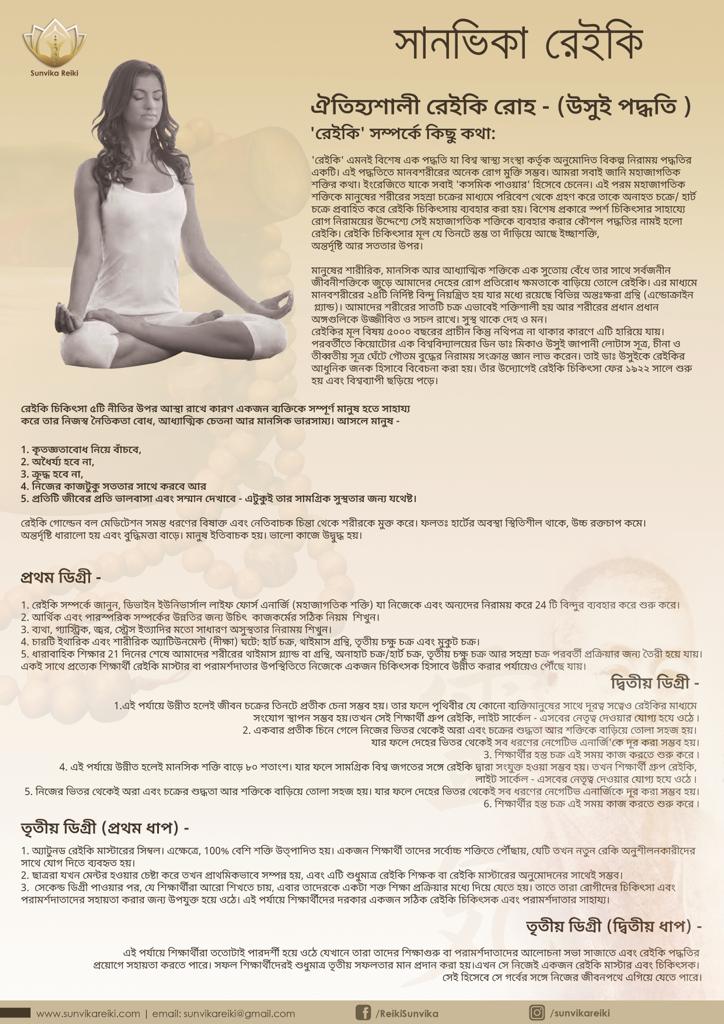 সানভিকা রেইকি
Sunvika Reiki
ঐতিহ্যশালী রেইকি রোহ - (উসুই পদ্ধতি )
'রেইকি' সম্পর্কে কিছু কথা:
'রেইকি' এমনই বিশেষ এক পদ্ধতি যা বিশ্ব স্বাস্থ্য সংস্থা কর্তৃক অনুমোদিত বিকল্প নিরাময় পদ্ধতির
একটি। এই পদ্ধতিতে মানবশরীরের অনেক রোগ মুক্তি সম্ভব। আমরা সবাই জানি মহাজাগতিক
শক্তির কথা। ইংরেজিতে যাকে সবাই 'কসমিক পাওয়ার' হিসেবে চেনেন। এই পরম মহাজাগতিক
শক্তিকে মানুষের শরীরের সহস্রা চক্রের মাধ্যমে পরিবেশ থেকে গ্রহণ করে তাকে অনাহত চক্রে/ হার্ট
চক্রে প্রবাহিত করে রেইকি চিকিৎসায় ব্যবহার করা হয়। বিশেষ প্রকারে স্পর্শ চিকিৎসার সাহায্যে
রোগ নিরাময়ের উদ্দেশ্যে সেই মহাজাগতিক শক্তিকে ব্যবহার করার কৌশল পদ্ধতির নামই হলো
রেইকি। রেইকি চিকিৎসার মূল যে তিনটে স্তম্ভ তা দাঁড়িয়ে আছে ইচ্ছাশক্তি,
অন্তর্দৃষ্টি আর সততার উপর।
মানুষের শারীরিক, মানসিক আর আধ্যাত্মিক শক্তিকে এক সুতোয় বেঁধে তার সাথে সর্বজনীন
জীবনীশক্তিকে জুড়ে আমাদের দেহের রোগ প্রতিরোধ ক্ষমতাকে বাড়িয়ে তোলে রেইকি। এর মাধ্যমে
মানবশরীরের ২৪টি নির্দিষ্ট বিন্দু নিয়ন্ত্রিত হয় যার মধ্যে রয়েছে বিভিন্ন অন্তঃক্ষরা গ্রন্থি (এন্ডোক্রাইন
গ্ল্যান্ড)। আমাদের শরীরের সাতটি চক্র এভাবেই শক্তিশালী হয় আর শরীরের প্রধান প্রধান
অঙ্গগুলিকে উজ্জীবিত ও সচল রাখে। সুস্থ থাকে দেহ ও মন।
রেইকির মূল বিষয় ৫০০০ বছরের প্রাচীন কিন্তু নথিপত্র না থাকার কারণে এটি হারিয়ে যায়।
পরবর্তীতে কিয়োটোর এক বিশ্ববিদ্যালয়ের ডিন ডাঃ মিকাও উসুই জাপানী লোটাস সূত্র, চীনা ও
তীব্বতীয় সূত্র ঘেঁটে গৌতম বুদ্ধের নিরাময় সংক্রান্ত জ্ঞান লাভ করেন। তাই ডাঃ উসুইকে রেইকির
আধুনিক জনক হিসাবে বিবেচনা করা হয়। তাঁর উদ্যোগেই রেইকি চিকিৎসা ফের ১৯২২ সালে শুরু
হয় এবং বিশ্বব্যাপী ছড়িয়ে পড়ে।
রেইকি চিকিৎসা ৫টি নীতির উপর আস্থা রাখে কারণ একজন ব্যক্তিকে সম্পূর্ণ মানুষ হতে সাহায্য
করে তার নিজস্ব নৈতিকতা বোধ, আধ্যাত্মিক চেতনা আর মানসিক ভারসাম্য। আসলে মানুষ -
1. কৃতজ্ঞতাবোধ নিয়ে বাঁচবে,
2. অধৈর্য্য হবে না,
3. ক্রুদ্ধ হবে না,
4. নিজের কাজটুকু সততার সাথে করবে আর
5. প্রতিটি জীবের প্রতি ভালবাসা এবং সম্মান দেখাবে - এটুকুই তার সামগ্রিক সুস্থতার জন্য যথেষ্ট।
রেইকি গোল্ডেন বল মেডিটেশন সমস্ত ধরণের বিষাক্ত এবং নেতিবাচক চিন্তা থেকে শরীরকে মুক্ত করে। ফলতঃ হার্টের অবস্থা স্থিতিশীল থাকে, উচ্চ রক্তচাপ কমে।
অন্তর্দৃষ্টি ধারালো হয় এবং বুদ্ধিমত্তা বাড়ে। মানুষ ইতিবাচক হয়। ভালো কাজে উদ্বুদ্ধ হয়।
প্রথম ডিগ্রী -
1. রেইকি সম্পর্কে জানুন, ডিভাইন ইউনিভার্সাল লাইফ ফোর্স এনার্জি (মহাজাগতিক শক্তি) যা নিজেকে এবং অন্যদের নিরাময় করে 24 টি বিন্দুর ব্যবহার করে শুরু করে।
2. আর্থিক এবং পারস্পরিক সম্পর্কের উন্নতির জন্য উচিৎ কাজকর্মের সঠিক নিয়ম শিখুন।
3. ব্যথা, গ্যাস্ট্রিক, জ্বর, স্ট্রেস ইত্যাদির মতো সাধারণ অসুস্থতার নিরাময় শিখুন।
4. চারটি ইথারিক এবং শারীরিক অ্যাটিউনমেন্ট (দীক্ষা) ঘটে: হার্ট চক্র, থাইমাস গ্রন্থি, তৃতীয় চক্ষু চক্র এবং মুকুট চক্র।
5. ধারাবাহিক শিক্ষার 21 দিনের শেষে আমাদের শরীরের থাইমাস গ্ল্যান্ড বা গ্রন্থি, অনাহাট চক্র/হার্ট চক্র, তৃতীয় চক্ষু চক্র আর সহস্রা চক্র পরবর্তী প্রক্রিয়ার জন্য তৈরী হয়ে যায়।
একই সাথে প্রত্যেক শিক্ষার্থী রেইকি মাস্টার বা পরামর্শদাতার উপস্থিতিতে নিজেকে একজন চিকিৎসক হিসাবে উন্নীত করার পর্যায়েও পৌঁছে যায়।
দ্বিতীয় ডিগ্রী -
1.এই পর্যায়ে উন্নীত হলেই জীবন চক্রের তিনটে প্রতীক চেনা সম্ভব হয়। তার ফলে পৃথিবীর যে কোনো ব্যক্তিমানুষের সাথে দূরত্ব সত্ত্বেও রেইকির মাধ্যমে
সংযোগ স্থাপন সম্ভব হয়।তখন সেই শিক্ষার্থী গ্রুপ রেইকি, লাইট সার্কেল - এসবের নেতৃত্ব দেওয়ার যোগ্য হয়ে ওঠে ।
2. একবার প্রতীক চিনে গেলে নিজের ভিতর থেকেই অরা এবং চক্রের শুদ্ধতা আর শক্তিকে বাড়িয়ে তোলা সহজ হয়।
যার ফলে দেহের ভিতর থেকেই সব ধরণের নেগেটিভ এনার্জি'কে দূর করা সম্ভব হয়।
3. শিক্ষার্থীর হন্ত চক্র এই সময় কাজ করতে শুরু করে।
4. এই পর্যায়ে উন্নীত হলেই মানসিক শক্তি বাড়ে ৮০ শতাংশ। যার ফলে সামগ্রিক বিশ্ব জগতের সঙ্গে রেইকি দ্বারা সংযুক্ত হওয়া সম্ভব হয়। তখন শিক্ষার্থী গ্রুপ রেইকি,
লাইট সার্কেল - এসবের নেতৃত্ব দেওয়ার যোগ্য হয়ে ওঠে ।
5. নিজের ভিতর থেকেই অরা এবং চক্রের শুদ্ধতা আর শক্তিকে বাড়িয়ে তোলা সহজ হয়। যার ফলে দেহের ভিতর থেকেই সব ধরণের নেগেটিভ এনার্জিকে দূর করা সম্ভব হয়।
6. শিক্ষার্থীর হন্ত চক্র এই সময় কাজ করতে শুরু করে ।
তৃতীয় ডিগ্রী (প্রথম ধাপ) -
1. অ্যাটুনড রেইকি মাস্টারের সিম্বল। এক্ষেত্রে, 100% বেশি শক্তি উত্পাদিত হয়। একজন শিক্ষার্থী তাদের সর্বোচ্চ শক্তিতে পৌঁছায়, যেটি তখন নতুন রেকি অনুশীলনকারীদের
সাথে যোগ দিতে ব্যবহৃত হয়।
2. ছাত্ররা যখন মেন্টর হওয়ার চেষ্টা করে তখন প্রাথমিকভাবে সম্পন্ন হয়, এবং এটি শুধুমাত্র রেইকি শিক্ষক বা রেইকি মাস্টারের অনুমোদনের সাথেই সম্ভব।
3. সেকেন্ড ডিগ্রী পাওয়ার পর, যে শিক্ষার্থীরা আরো শিখতে চায়, এবার তাদেরকে একটা শক্ত শিক্ষা প্রক্রিয়ার মধ্যে দিয়ে যেতে হয়। তাতে তারা রোগীদের চিকিৎসা এবং
পরামর্শদাতাদের সহায়তা করার জন্য উপযুক্ত হয়ে ওঠে। এই পর্যায়ে শিক্ষার্থীদের দরকার একজন সঠিক রেইকি চিকিৎসক এবং পরামর্শদাতার সাহায্য।
তৃতীয় ডিগ্রী (দ্বিতীয় ধাপ) -
এই পর্যায়ে শিক্ষার্থীরা ততোটাই পারদর্শী হয়ে ওঠে যেখানে তারা তাদের শিক্ষাগুরু বা পরামর্শদাতাদের আলোচনা সভা সাজাতে এবং রেইকি পদ্ধতির
প্রয়োগে সহায়তা করতে পারে। সফল শিক্ষার্থীদেরই শুধুমাত্র তৃতীয় সফলতার মান প্রদান করা হয়।এখন সে নিজেই একজন রেইকি মাস্টার এবং চিকিৎসক।
সেই হিসেবে সে গর্বের সঙ্গে নিজের জীবনপথে এগিয়ে যেতে পারে।
www.sunvikareiki.com | email: sunvikareiki@gmail.com
/ReikiSunvika
/sunvikareiki